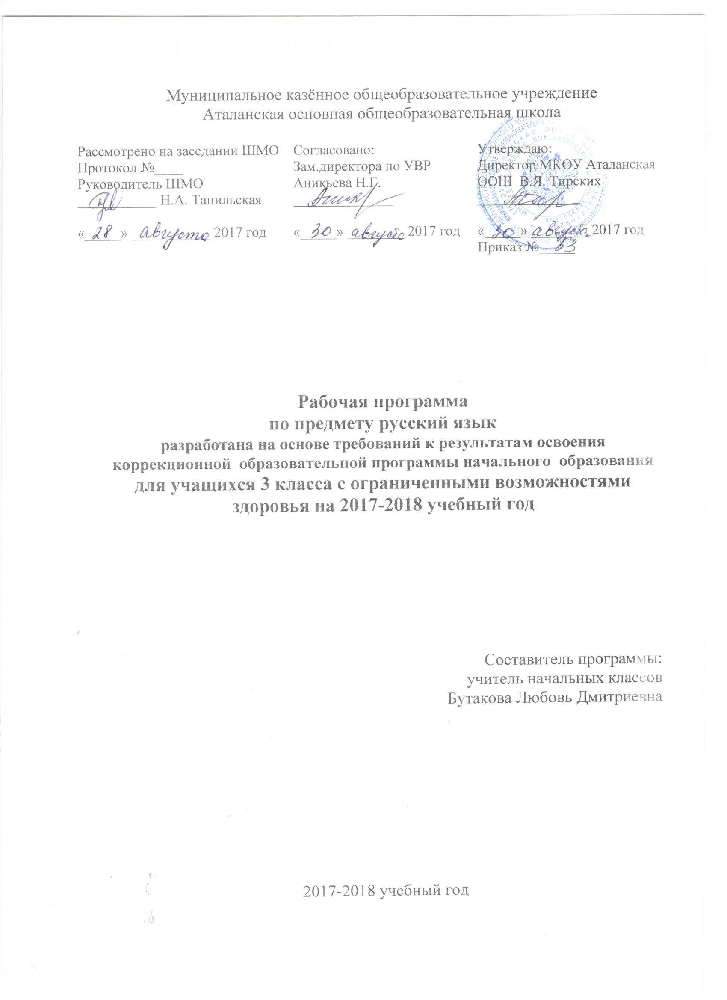 Муниципальное казённое общеобразовательное учреждение
Аталанская основная общеобразовательная школа
Рассмотрено на заседании ШМО
Протокол №____
Руководитель ШМО
___________ Н.А. Тапильская
«28» августа 2017 год
Согласовано:
Зам.директора по УВР
Аникьева Н.Г.
«30» августа 2017 год
Утверждаю:
Директор МКОУ Аталанская
ООШ В.Я. Тирских
«30» августа 2017 год
Приказ № 53
Рабочая программа
по предмету русский язык
разработана на основе требований к результатам освоения
коррекционной образовательной программы начального образования
для учащихся 3 класса с ограниченными возможностями
здоровья на 2017-2018 учебный год
Составитель программы:
учитель начальных классов
Бутакова Любовь Дмитриевна
2017-2018 учебный год